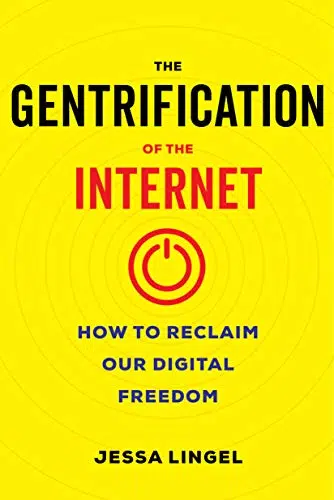 THE
GENTRIFICATION
OF THE
INTERNET
HOW TO RECLAIM
OUR DIGITAL
FREEDOM
JESSA LINGEL